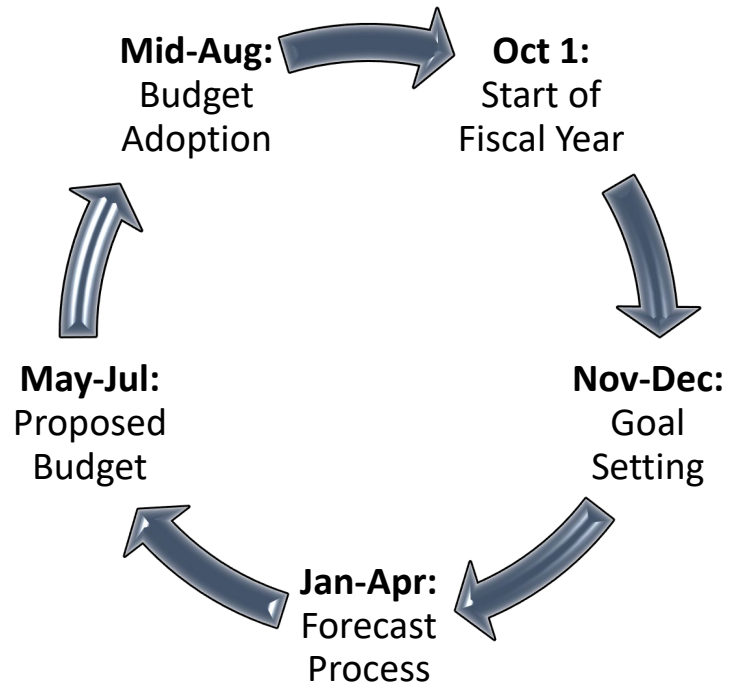 Mid-Aug:
Budget
Adoption
Oct 1:
Start of
Fiscal Year
Nov-Dec:
Goal
Setting
Jan-Apr:
Forecast
Process
May-Jul:
Proposed
Budget